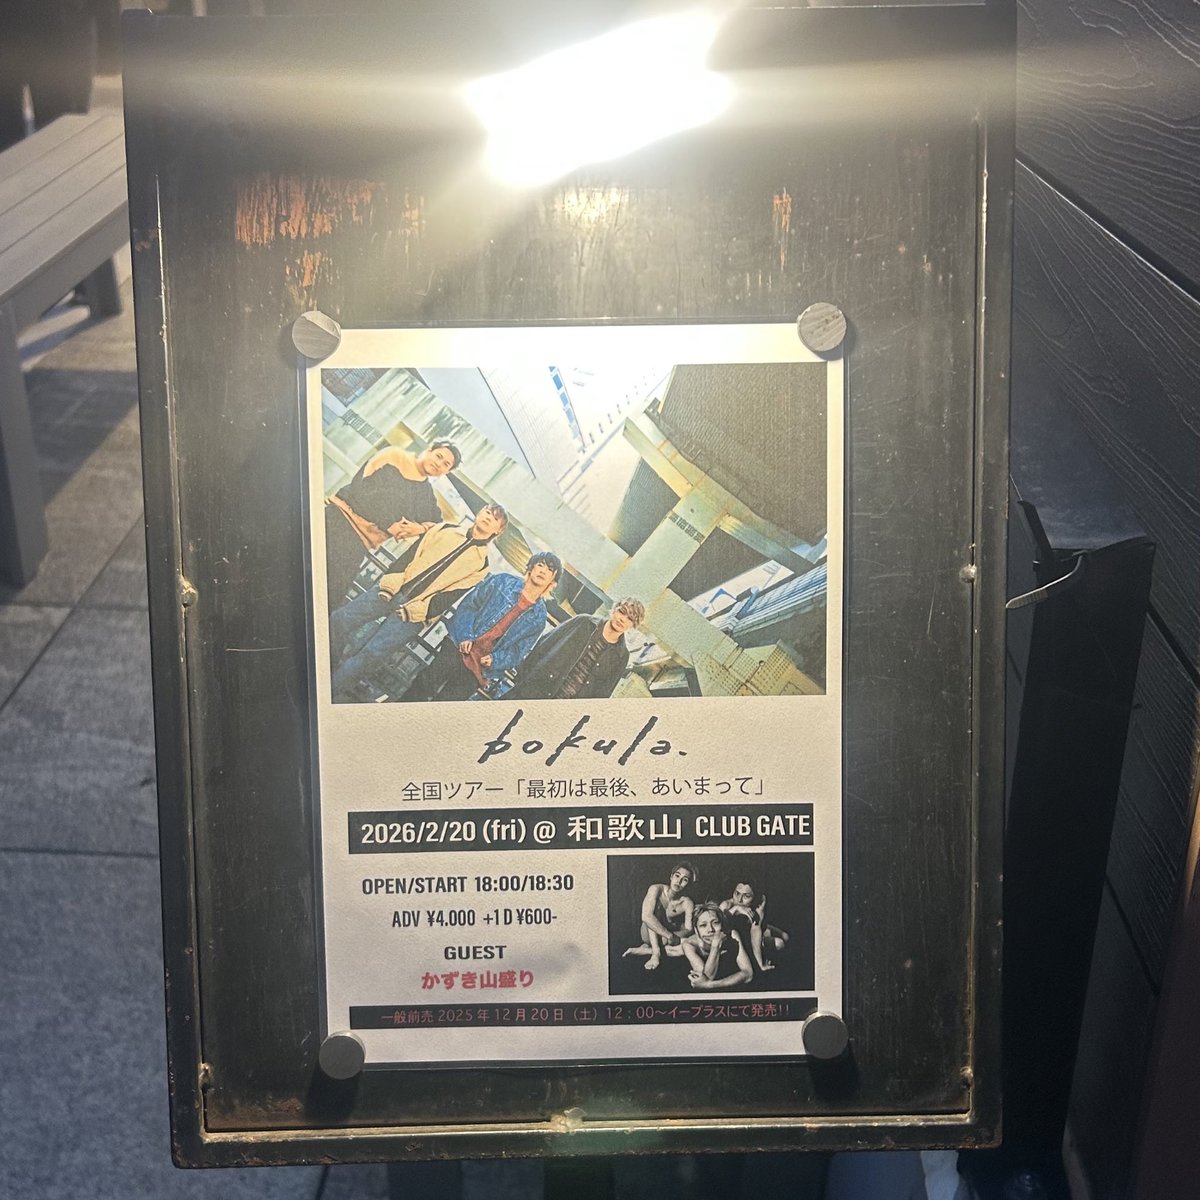 bokula.
全国ツアー「最初は最後、あいまって」
2026/2/20 (fri) @ 和歌山 CLUB GATE
OPEN/START 18:00/18:30
ADV ¥4.000 +1D ¥600-
GUEST
かずき山盛り
一般前売 2025年12月20日（土）12：00～イープラスにて発売!!